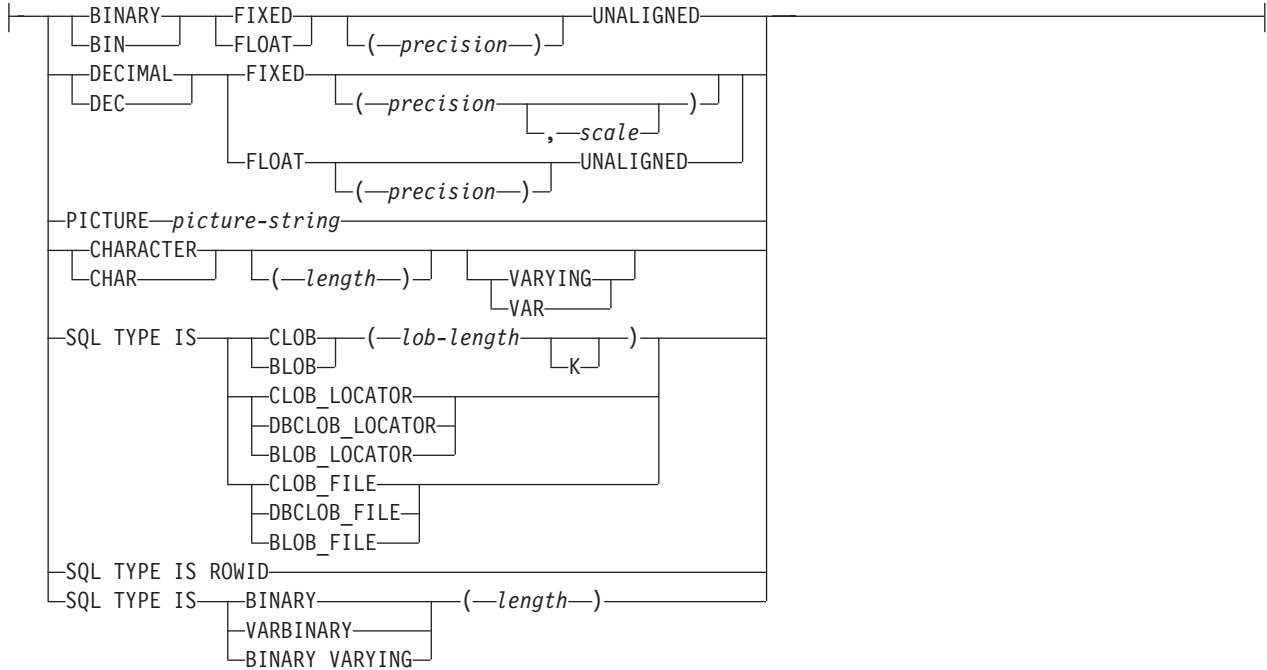 BINARY FIXED UNALIGNED
BIN FLOAT ( precision )
DECIMAL FIXED
DEC ( precision )
, scale
FLOAT UNALIGNED
( precision )
PICTURE picture-string
CHARACTER
CHAR ( length ) VARYING
VAR
SQL TYPE IS CLOB ( lob-length )
BLOB K
CLOB_LOCATOR
DBCLOB_LOCATOR
BLOB_LOCATOR
CLOB_FILE
DBCLOB_FILE
BLOB_FILE
SQL TYPE IS ROWID
SQL TYPE IS BINARY ( length )
VARBINARY
BINARY VARYING